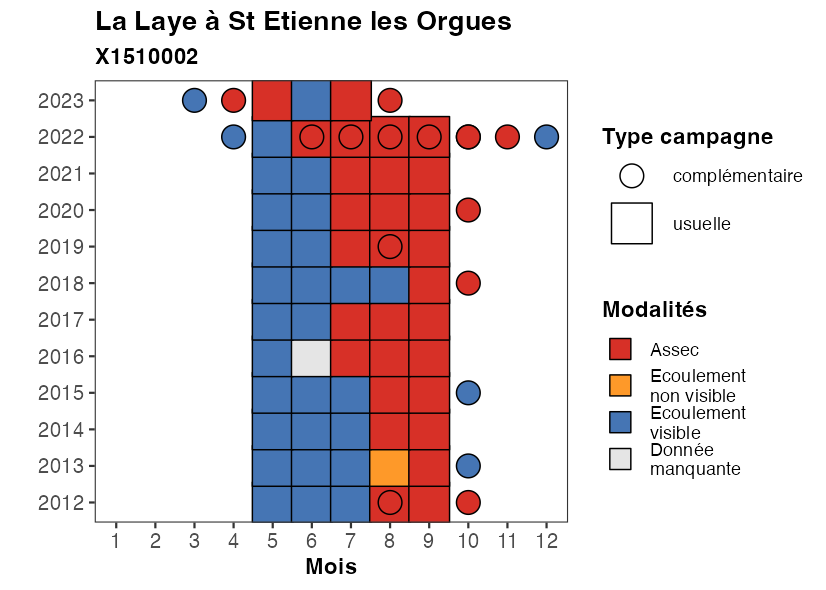 La Laye à St Etienne les Orgues
X1510002
2023
2022
2021
2020
2019
2018
2017
2016
2015
2014
2013
2012
1 2 3 4 5 6 7 8 9 10 11 12
Mois
Type campagne
complémentaire
usuelle
Modalités
Assec
Ecoulement
non visible
Ecoulement
visible
Donnée
manquante